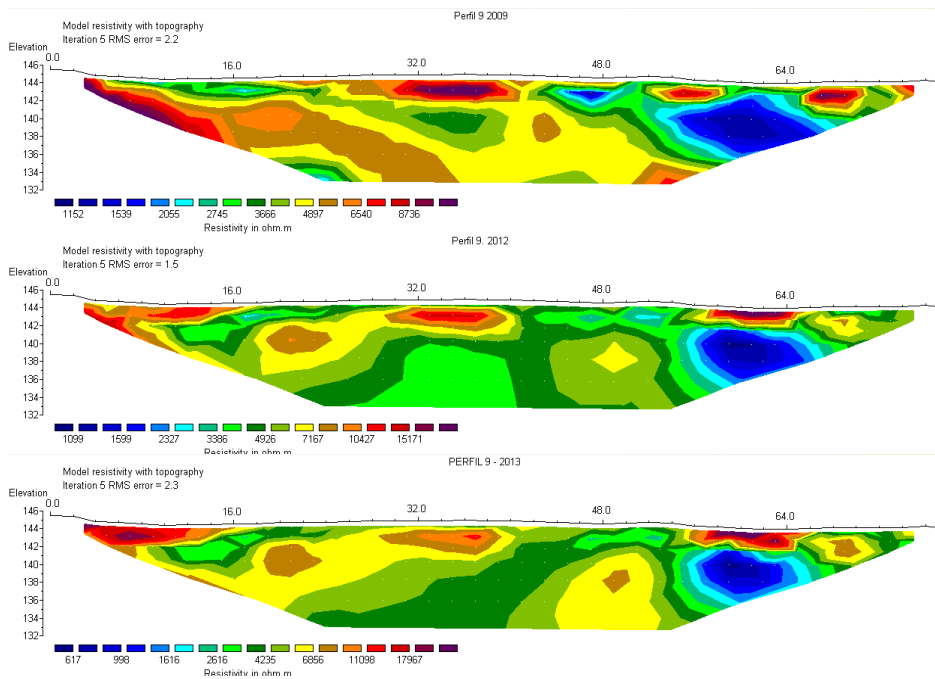 Perfil 9 2009
Model resistivity with topography
Iteration 5 RMS error = 2.2
Elevation
0.0
16.0
32.0
48.0
64.0
146
144
142
140
136
134
132
1152 1539 2055 2745 3666 4897 6540 8736
Resistivity in ohm.m
Perfil 9. 2012
Model resistivity with topography
Iteration 5 RMS error = 1.5
Elevation
0.0
16.0
32.0
48.0
64.0
146
144
142
140
136
134
132
1099 1599 2327 3386 4926 7167 10427 15171
Resistivity in ohm.m
PERFIL 9 - 2013
Model resistivity with topography
Iteration 5 RMS error = 2.3
Elevation
0.0
16.0
32.0
48.0
64.0
146
144
142
140
138
134
132
617 998 1616 2616 4235 6856 11098 17967
Resistivity in ohm.m